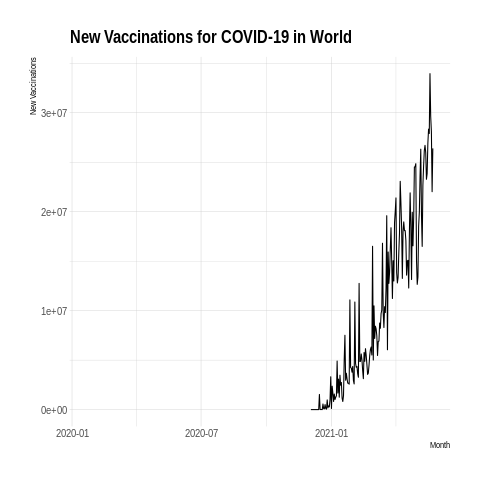 New Vaccinations for COVID-19 in World
New Vaccinations
3e+07
2e+07
1e+07
0e+00
2020-01
2020-07
2021-01
Month